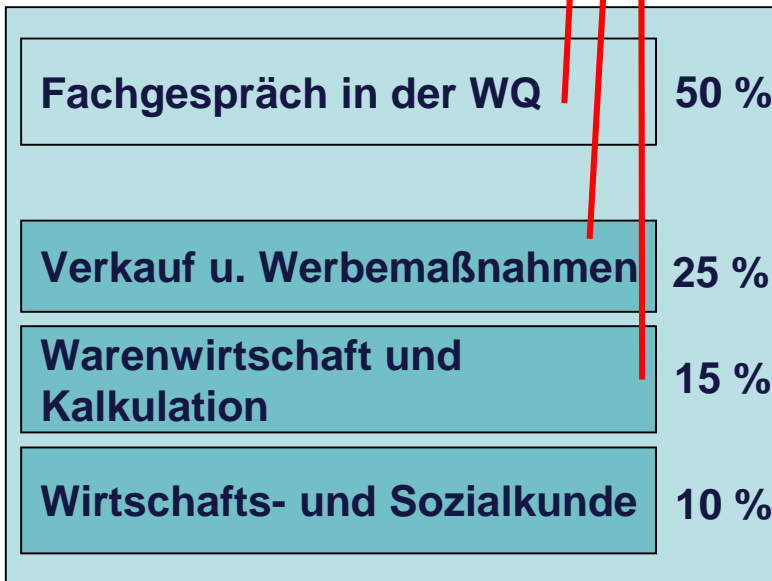 Fachgespräch in der WQ 50 %
Verkauf u. Werbemaßnahmen 25 %
Warenwirtschaft und
Kalkulation 15 %
Wirtschafts- und Sozialkunde 10 %